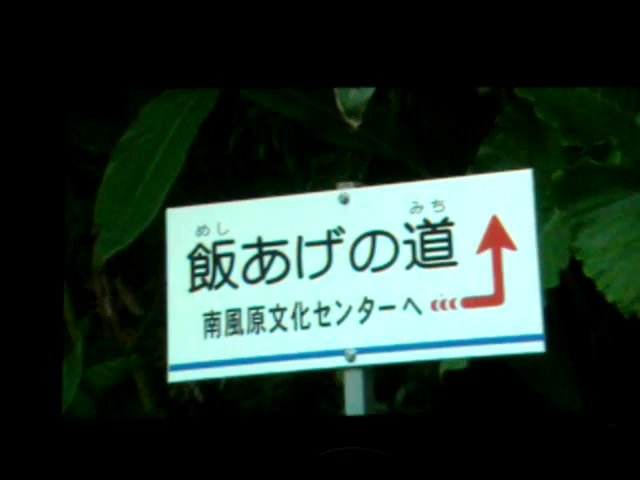 めし みち
飯あげの道
南風原文化センターへ